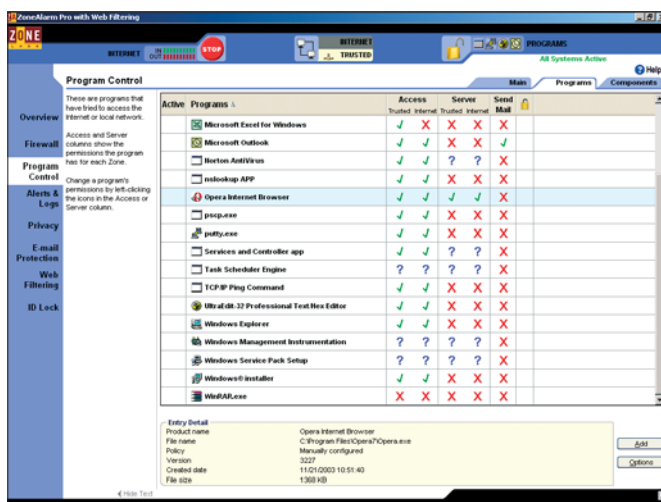 ZoneAlarm Pro with Web Filtering
ZONE
LABS
INTERNET IN OUT
STOP
INTERNET
TRUSTED
PROGRAMS
All Systems Active
Help
Program Control
Main Programs Components
Overview
Firewall
Program Control
Alerts & Logs
Privacy
E-mail Protection
Web Filtering
ID Lock
These are programs that
have tried to access the
Internet or local network.
Access and Server
columns show the
permissions the program
has for each Zone.
Change a program's
permissions by left-clicking
the icons in the Access or
Server column.
Active Programs Access Server Send Mail
Trusted Internet Trusted Internet
Microsoft Excel for Windows
Microsoft Outlook
Norton AntiVirus ? ?
nslookup APP
Opera Internet Browser
pscp.exe
putty.exe
Services and Controller app ? ?
Task Scheduler Engine ? ? ? ?
TCP/IP Ping Command
UltraEdit-32 Professional Text/Hex Editor
Windows Explorer
Windows Management Instrumentation ? ? ? ?
Windows Service Pack Setup ? ? ? ?
Windows® installer
WinRAR.exe
Entry Detail
Product name Opera Internet Browser
File name C:\Program Files\Opera7\Opera.exe
Policy Manually configured
Version 3227
Created date 11/21/2003 10:51:40
File size 1368 KB
Add
Options
Hide Text